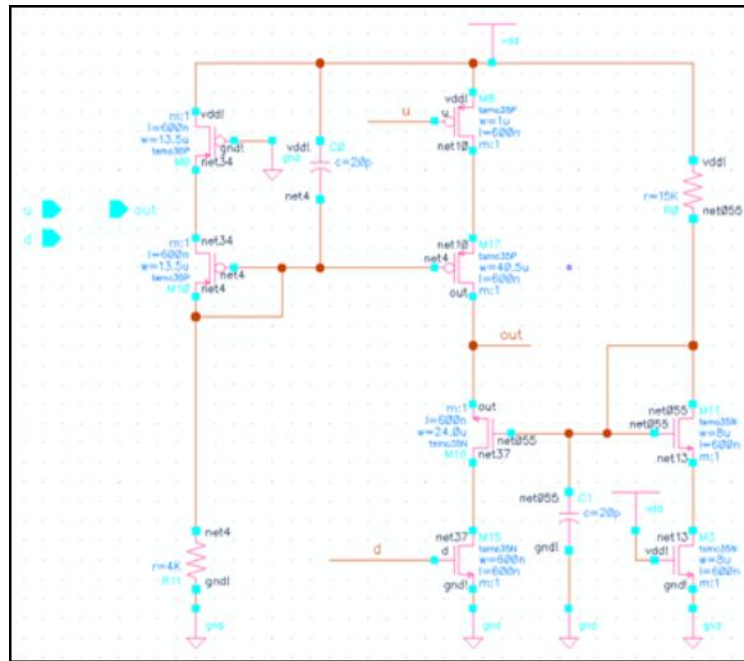 vdd
vdd!
M8
tsmc35P
u
u
w=1u
l=600n
net10
m:1
m:1
vdd!
l=600n
w=13.5u
gnd!
tsmc35P
net34
gnd
vdd!
C0
c=20p
net4
vdd!
r=15K
R0
net055
u
out
d
m:1
net34
l=600n
w=13.5u
net4
tsmc35P
M10
net4
net10
M17
net4
tsmc35P
w=40.5u
l=600n
out
m:1
out
m:1
out
l=600n
w=24.0u
net055
tsmc35N
M16
net37
net055
M11
net055
tsmc35N
w=8u
l=600n
net13
m:1
net055
C1
c=20p
gnd!
vdd
net4
r=4K
R11
gnd!
net37
M15
d
d
tsmc35N
w=600n
l=600n
gnd!
m:1
net13
M3
vdd!
tsmc35N
w=8u
l=600n
gnd!
m:1
gnd
gnd
gnd
gnd